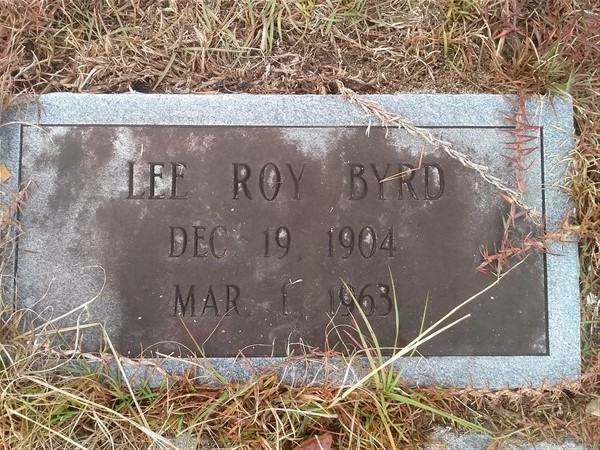 LEE ROY BYRD
DEC. 19, 1904
MAR. 1, 1963